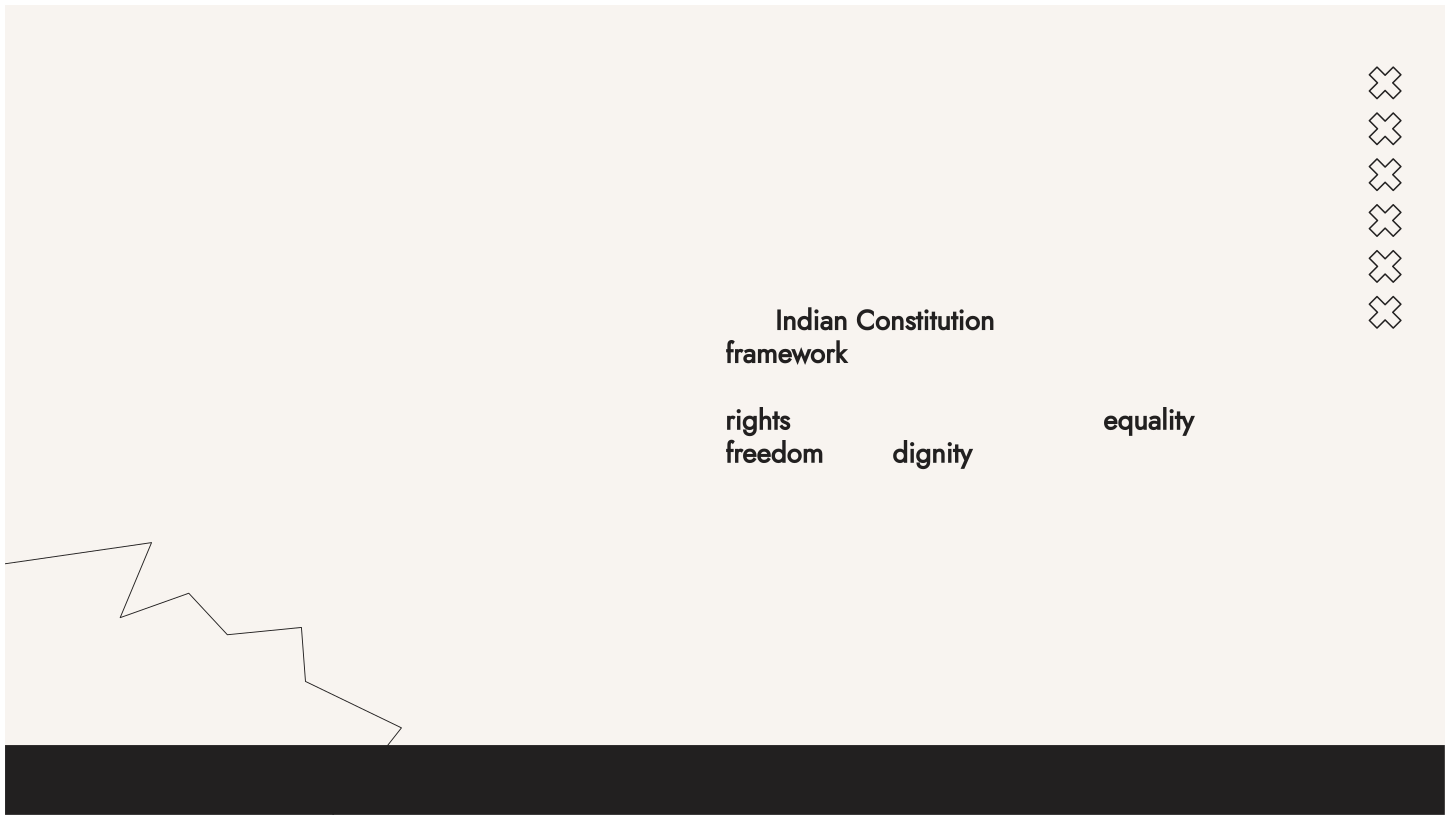 Indian Constitution
framework
rights equality
freedom dignity